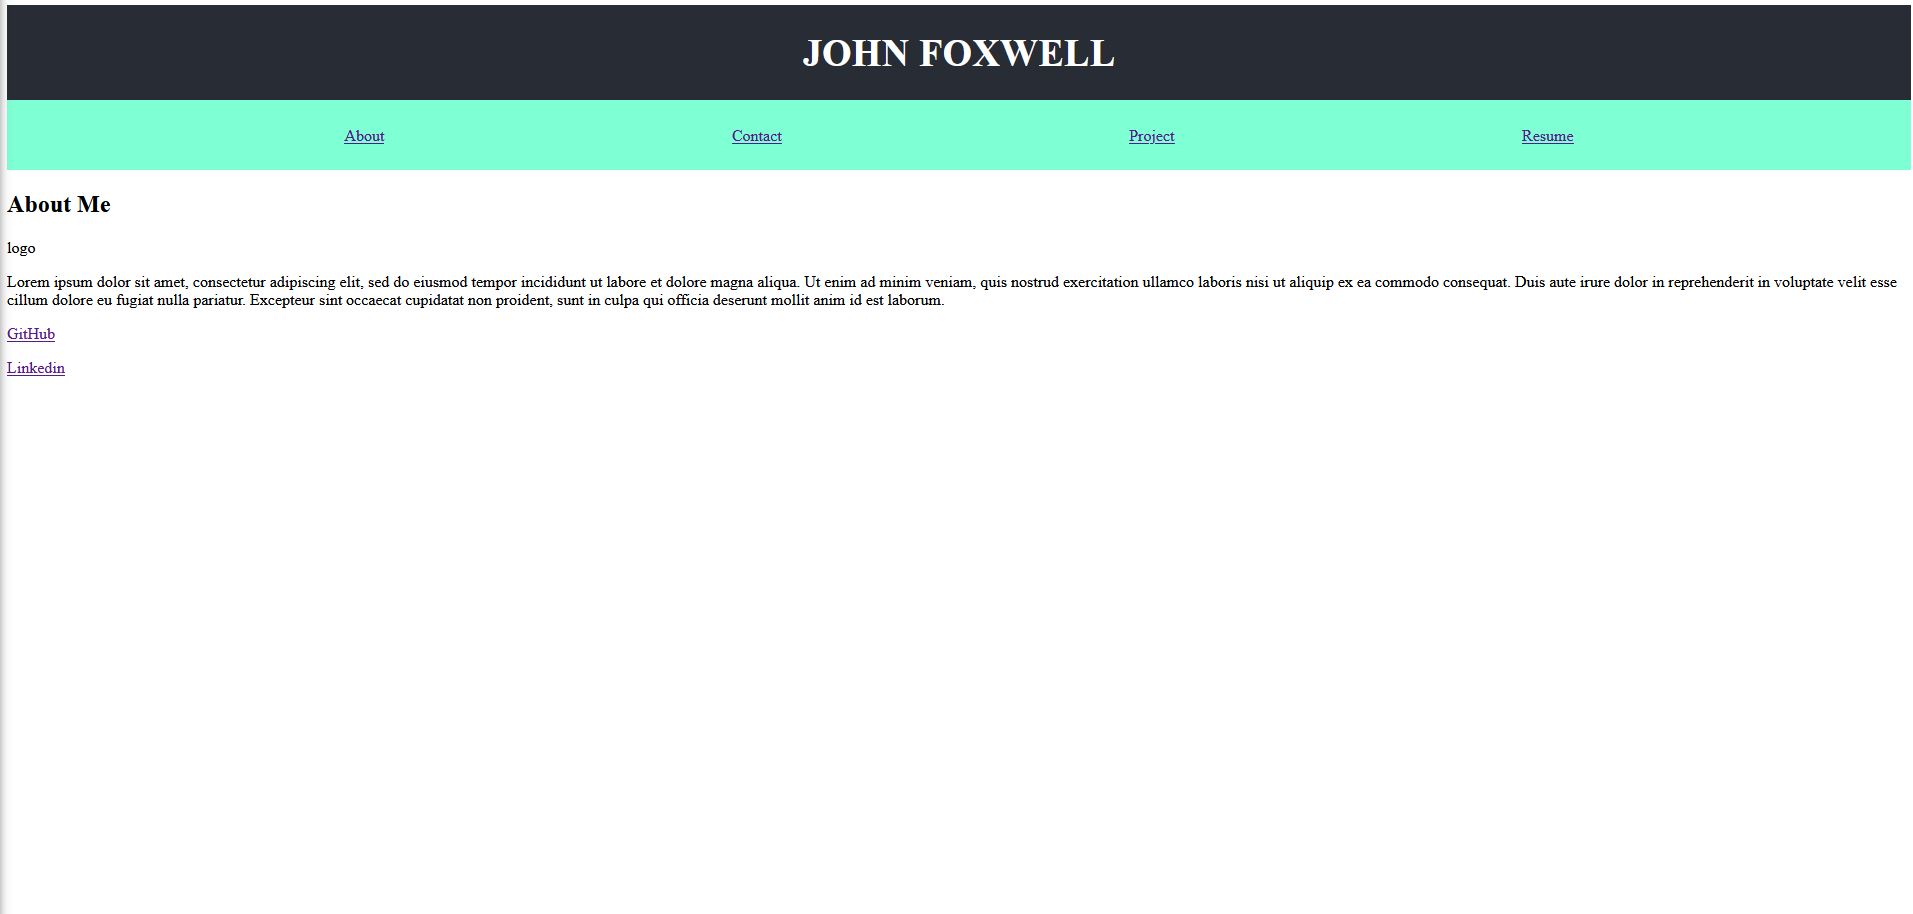 JOHN FOXWELL
About Contact Project Resume
About Me
logo
Lorem ipsum dolor sit amet, consectetur adipiscing elit, sed do eiusmod tempor incididunt ut labore et dolore magna aliqua. Ut enim ad minim veniam, quis nostrud exercitation ullamco laboris nisi ut aliquip ex ea commodo consequat. Duis aute irure dolor in reprehenderit in voluptate velit esse
cillum dolore eu fugiat nulla pariatur. Excepteur sint occaecat cupidatat non proident, sunt in culpa qui officia deserunt mollit anim id est laborum.
GitHub
Linkedin